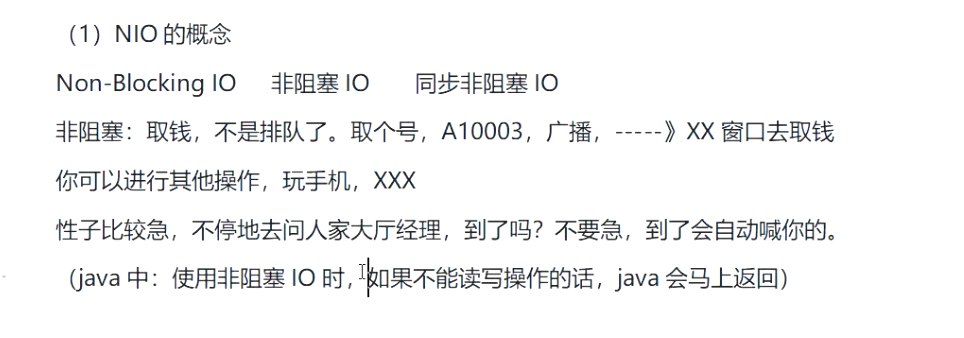 （1）NIO 的概念
Non-Blocking IO 非阻塞 IO 同步非阻塞 IO
非阻塞：取钱，不是排队了。取个号，A10003，广播，-----》XX 窗口去取钱
你可以进行其他操作，玩手机，XXX
性子比较急，不停地去问人家大厅经理，到了吗？不要急，到了会自动喊你的。
（java 中：使用非阻塞 IO 时，如果不能读写操作的话，java 会马上返回）